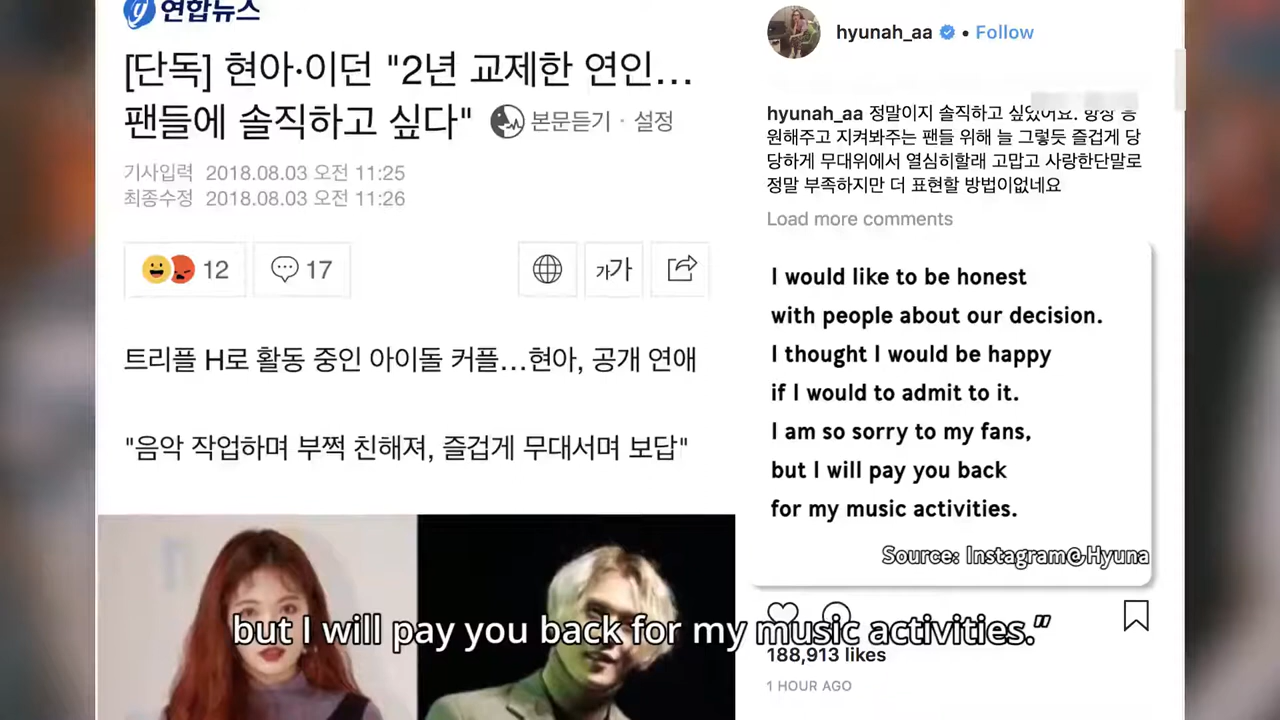 연합뉴스
[단독] 현아·이던 "2년 교제한 연인…
팬들에 솔직하고 싶다"
본문듣기 · 설정
기사입력 2018.08.03 오전 11:25
최종수정 2018.08.03 오전 11:26
12
17
가가
트리플 H로 활동 중인 아이돌 커플…현아, 공개 연애
"음악 작업하며 부쩍 친해져, 즐겁게 무대서며 보답"
hyunah_aa • Follow
hyunah_aa 정말이지 솔직하고 싶었어요. 항상 응
원해주고 지켜봐주는 팬들 위해 늘 그렇듯 즐겁게 당
당하게 무대위에서 열심히할래 고맙고 사랑한단말로
정말 부족하지만 더 표현할 방법이없네요
Load more comments
I would like to be honest
with people about our decision.
I thought I would be happy
if I would to admit to it.
I am so sorry to my fans,
but I will pay you back
for my music activities.
Source: Instagram@Hyuna
but I will pay you back for my music activities.”
188,913 likes
1 HOUR AGO